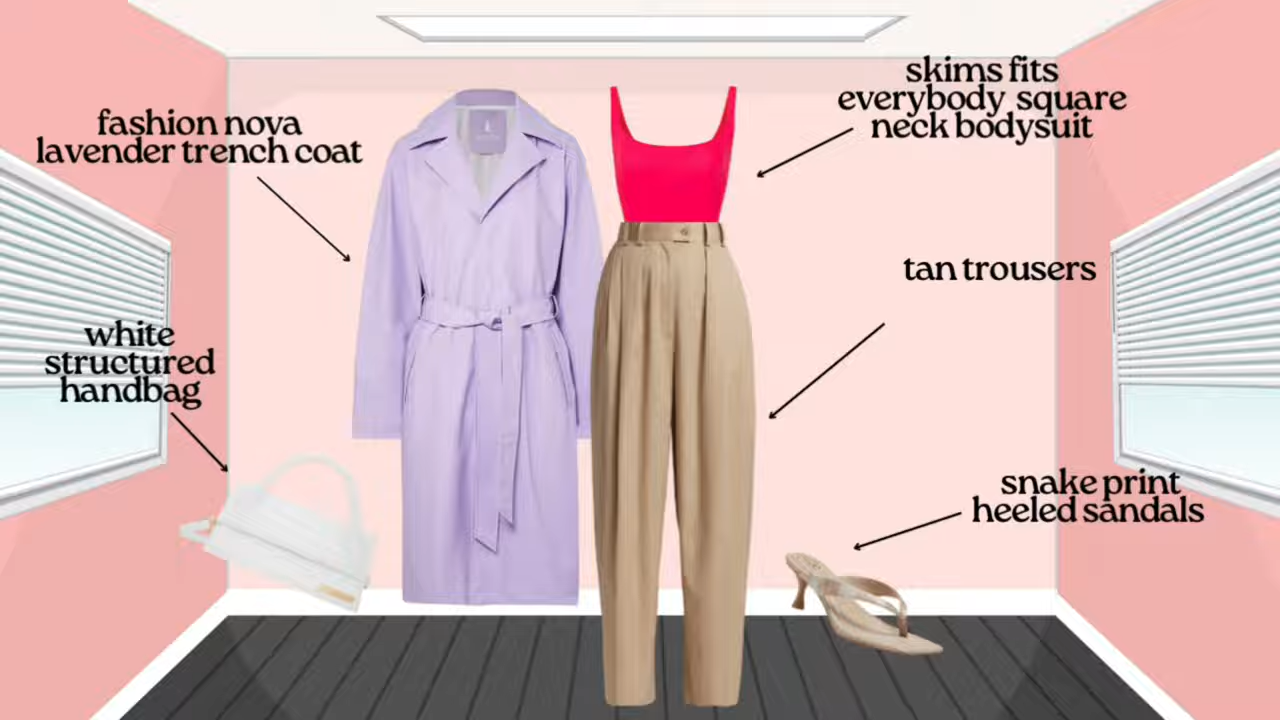 fashion nova
lavender trench coat
skims fits
everybody square
neck bodysuit
tan trousers
white
structured
handbag
snake print
heeled sandals